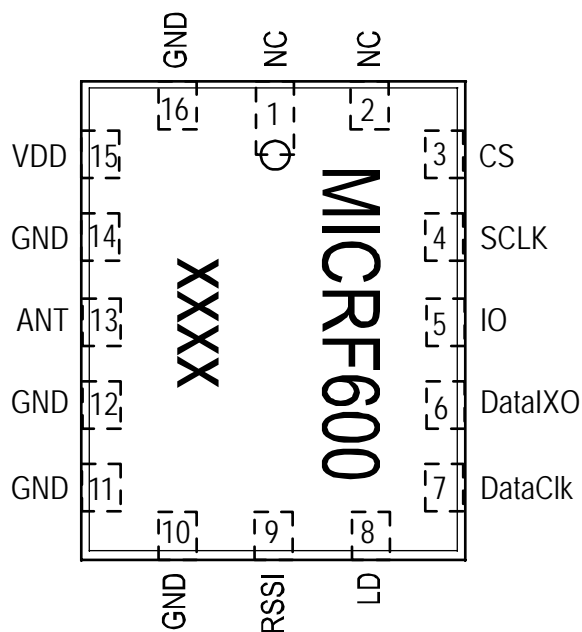 GND
NC
NC
16
1
2
VDD
15
3
CS
GND
14
4
SCLK
ANT
13
5
IO
GND
12
6
DataIXO
GND
11
7
DataClk
MICRF600
XXXX
10
9
8
GND
RSSI
LD